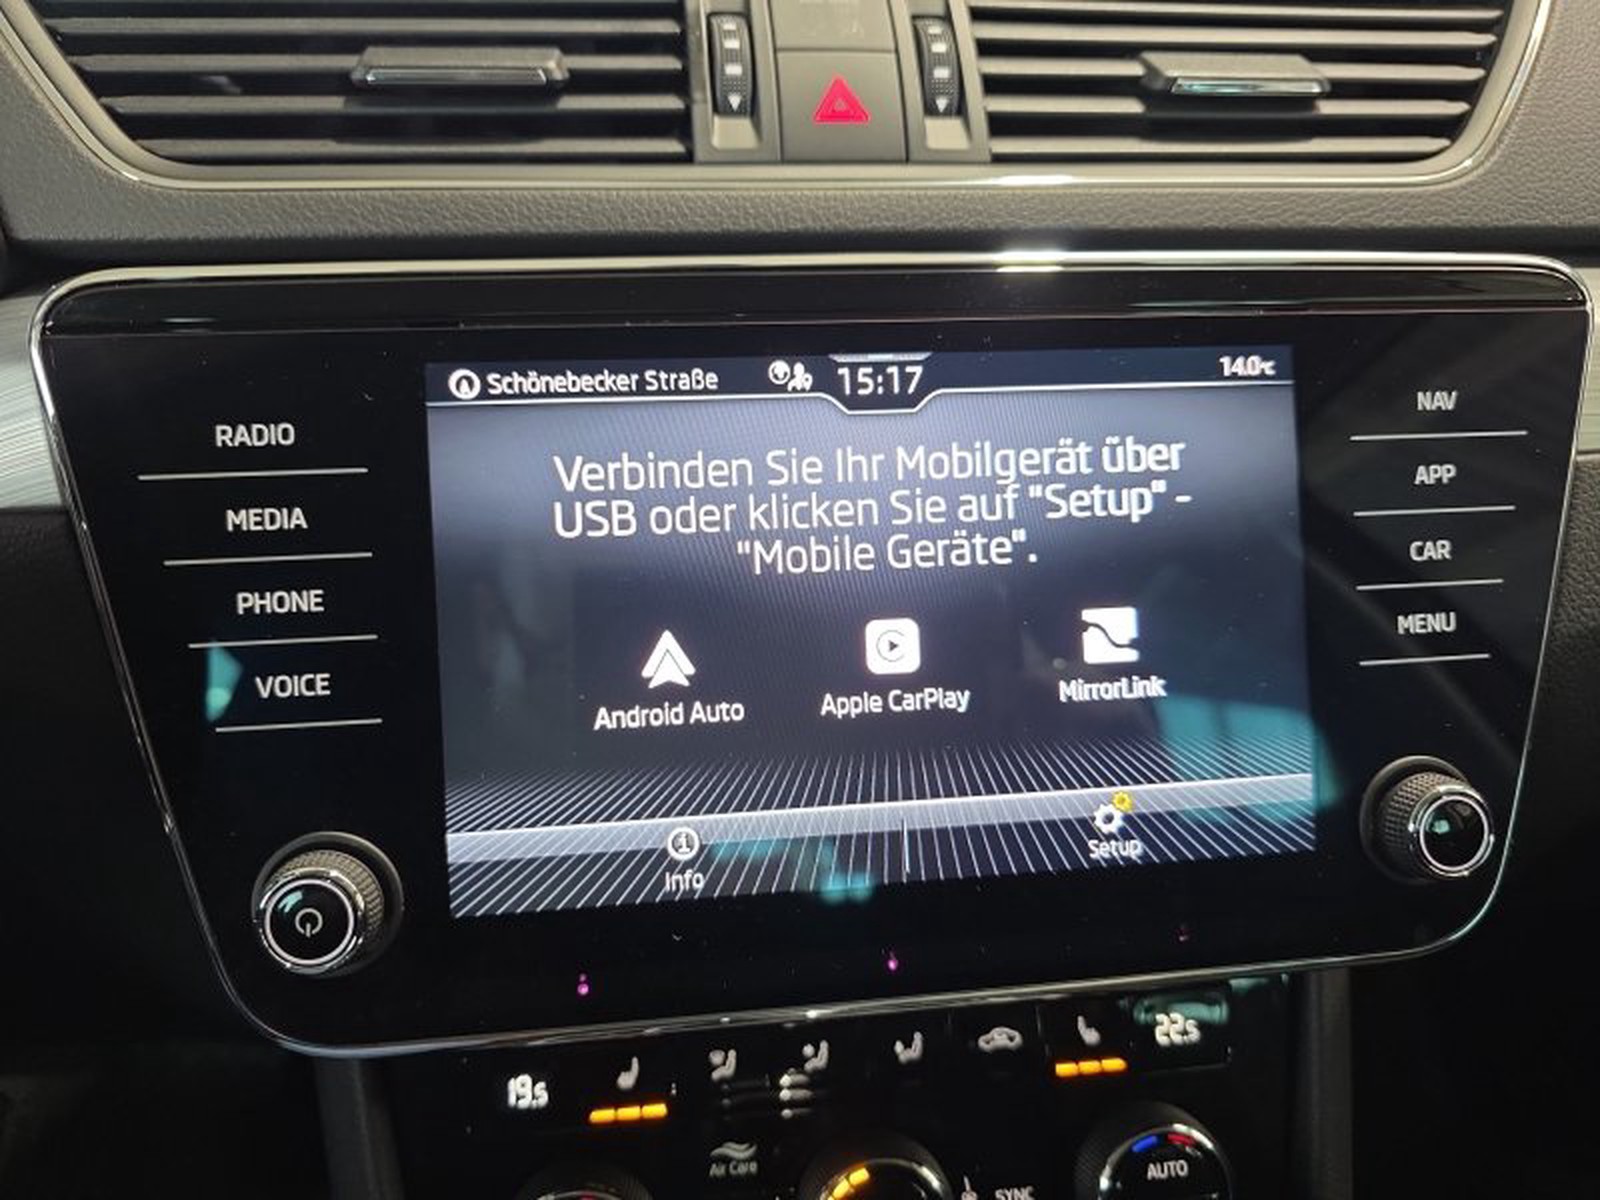 Schönebecker Straße
15:17
14.0°C
RADIO
MEDIA
PHONE
VOICE
Verbinden Sie Ihr Mobilgerät über
USB oder klicken Sie auf "Setup" -
"Mobile Geräte".
Android Auto
Apple CarPlay
MirrorLink
Info
Setup
NAV
APP
CAR
MENU
19.5
22.5
Air Care
SYNC
AUTO